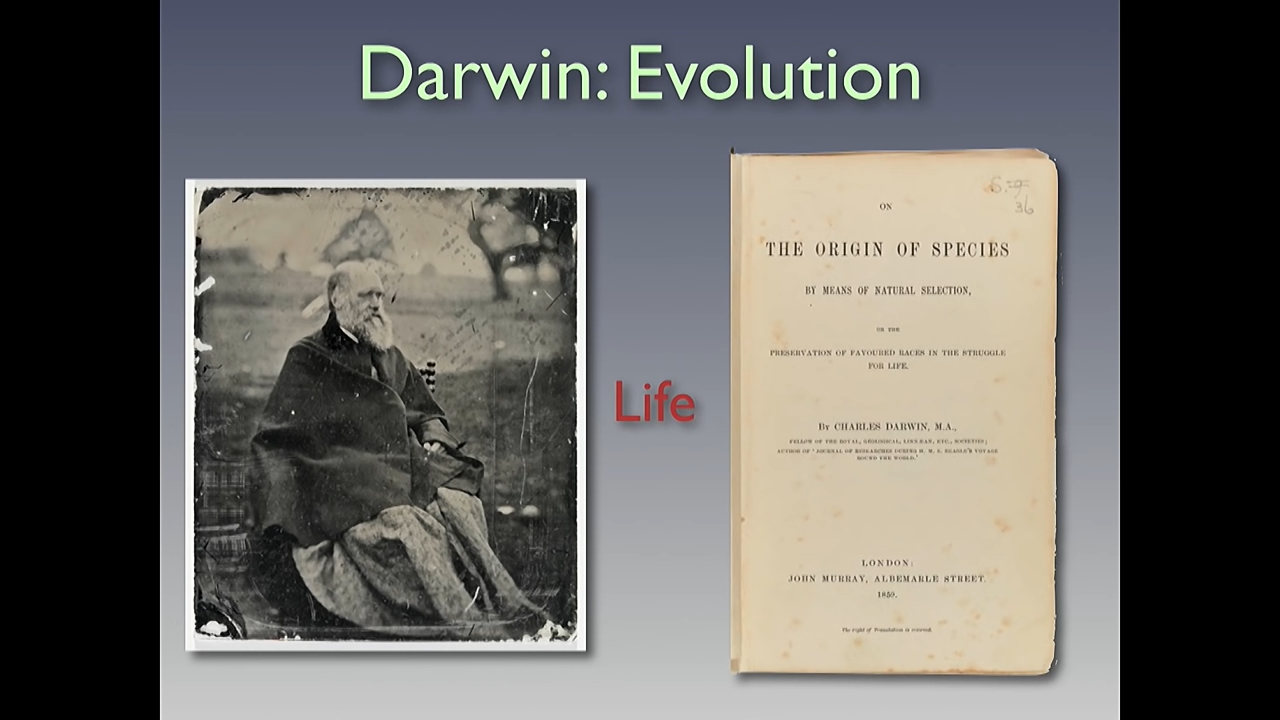 Darwin: Evolution
Life
ON
THE ORIGIN OF SPECIES
BY MEANS OF NATURAL SELECTION,
OR THE
PRESERVATION OF FAVOURED RACES IN THE STRUGGLE
FOR LIFE.
By CHARLES DARWIN, M.A.,
FELLOW OF THE ROYAL, GEOLOGICAL, LINNÆAN, ETC., SOCIETIES;
AUTHOR OF 'JOURNAL OF RESEARCHES DURING H. M. S. BEAGLE'S VOYAGE
ROUND THE WORLD.'
LONDON:
JOHN MURRAY, ALBEMARLE STREET.
1859.
The right of Translation is reserved.